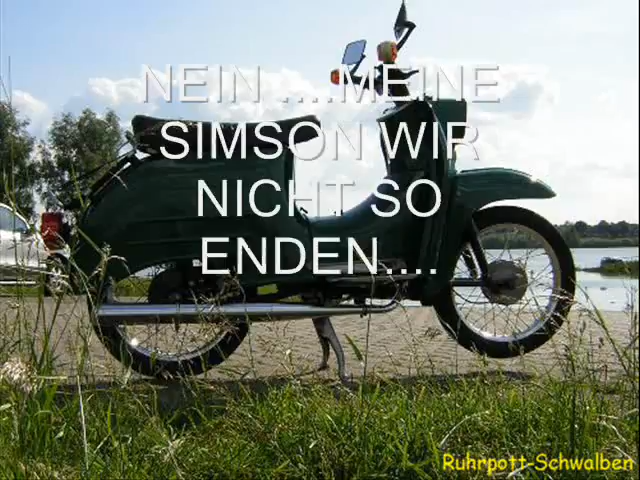 NEIN ....MEINE
SIMSON WIR
NICHT SO
ENDEN....
Ruhrpott-Schwalben